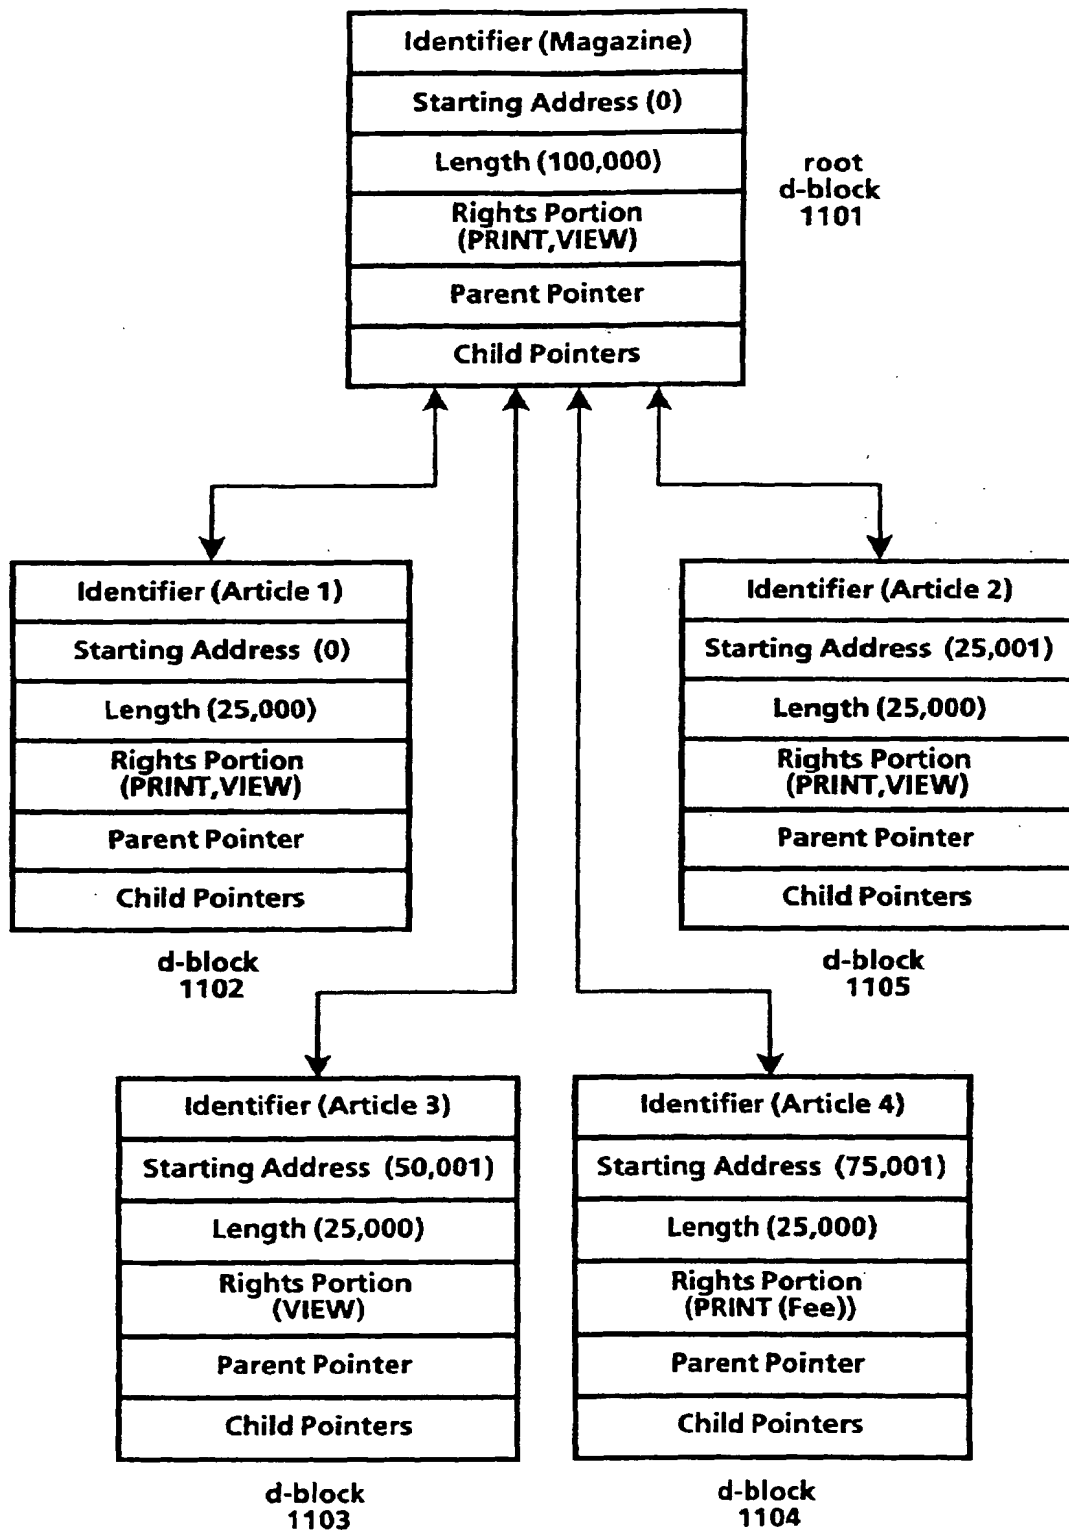 Identifier (Magazine)
Starting Address (0)
Length (100,000)
Rights Portion
(PRINT,VIEW)
Parent Pointer
Child Pointers
root
d-block
1101
Identifier (Article 1)
Starting Address (0)
Length (25,000)
Rights Portion
(PRINT,VIEW)
Parent Pointer
Child Pointers
d-block
1102
Identifier (Article 2)
Starting Address (25,001)
Length (25,000)
Rights Portion
(PRINT,VIEW)
Parent Pointer
Child Pointers
d-block
1105
Identifier (Article 3)
Starting Address (50,001)
Length (25,000)
Rights Portion
(VIEW)
Parent Pointer
Child Pointers
d-block
1103
Identifier (Article 4)
Starting Address (75,001)
Length (25,000)
Rights Portion
(PRINT (Fee))
Parent Pointer
Child Pointers
d-block
1104